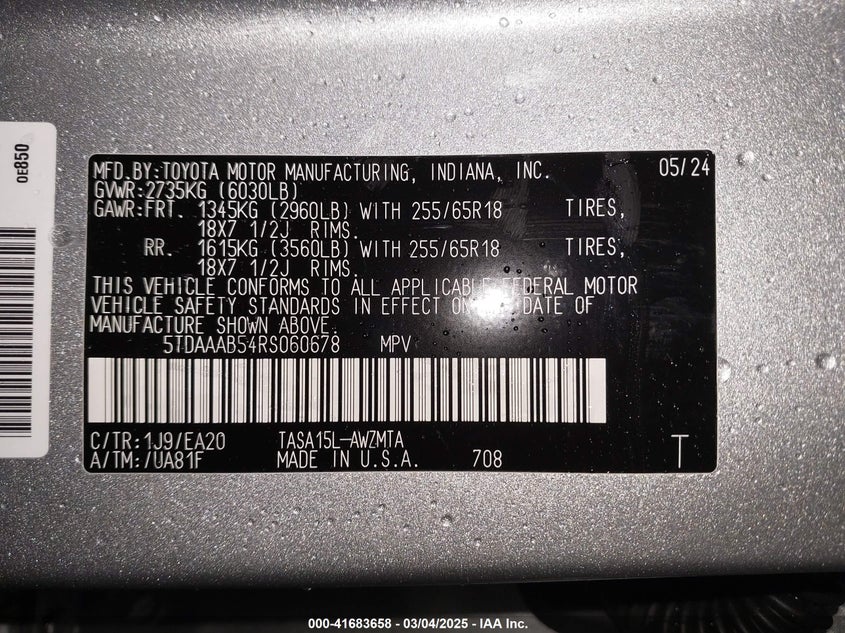 0E850
MFD.BY:TOYOTA MOTOR MANUFACTURING, INDIANA, INC. 05/24
GVWR:2735KG (6030LB)
GAWR:FRT. 1345KG (2960LB) WITH 255/65R18 TIRES,
18X7 1/2J RIMS.
RR. 1615KG (3560LB) WITH 255/65R18 TIRES,
18X7 1/2J RIMS.
THIS VEHICLE CONFORMS TO ALL APPLICABLE FEDERAL MOTOR
VEHICLE SAFETY STANDARDS IN EFFECT ON DATE OF
MANUFACTURE SHOWN ABOVE.
5TDAAAB54RS060678 MPV
C/TR:1J9/EA20 TASA15L-AWZMTA
A/TM:/UA81F MADE IN U.S.A. 708 T
000-41683658 - 03/04/2025 - IAA Inc.